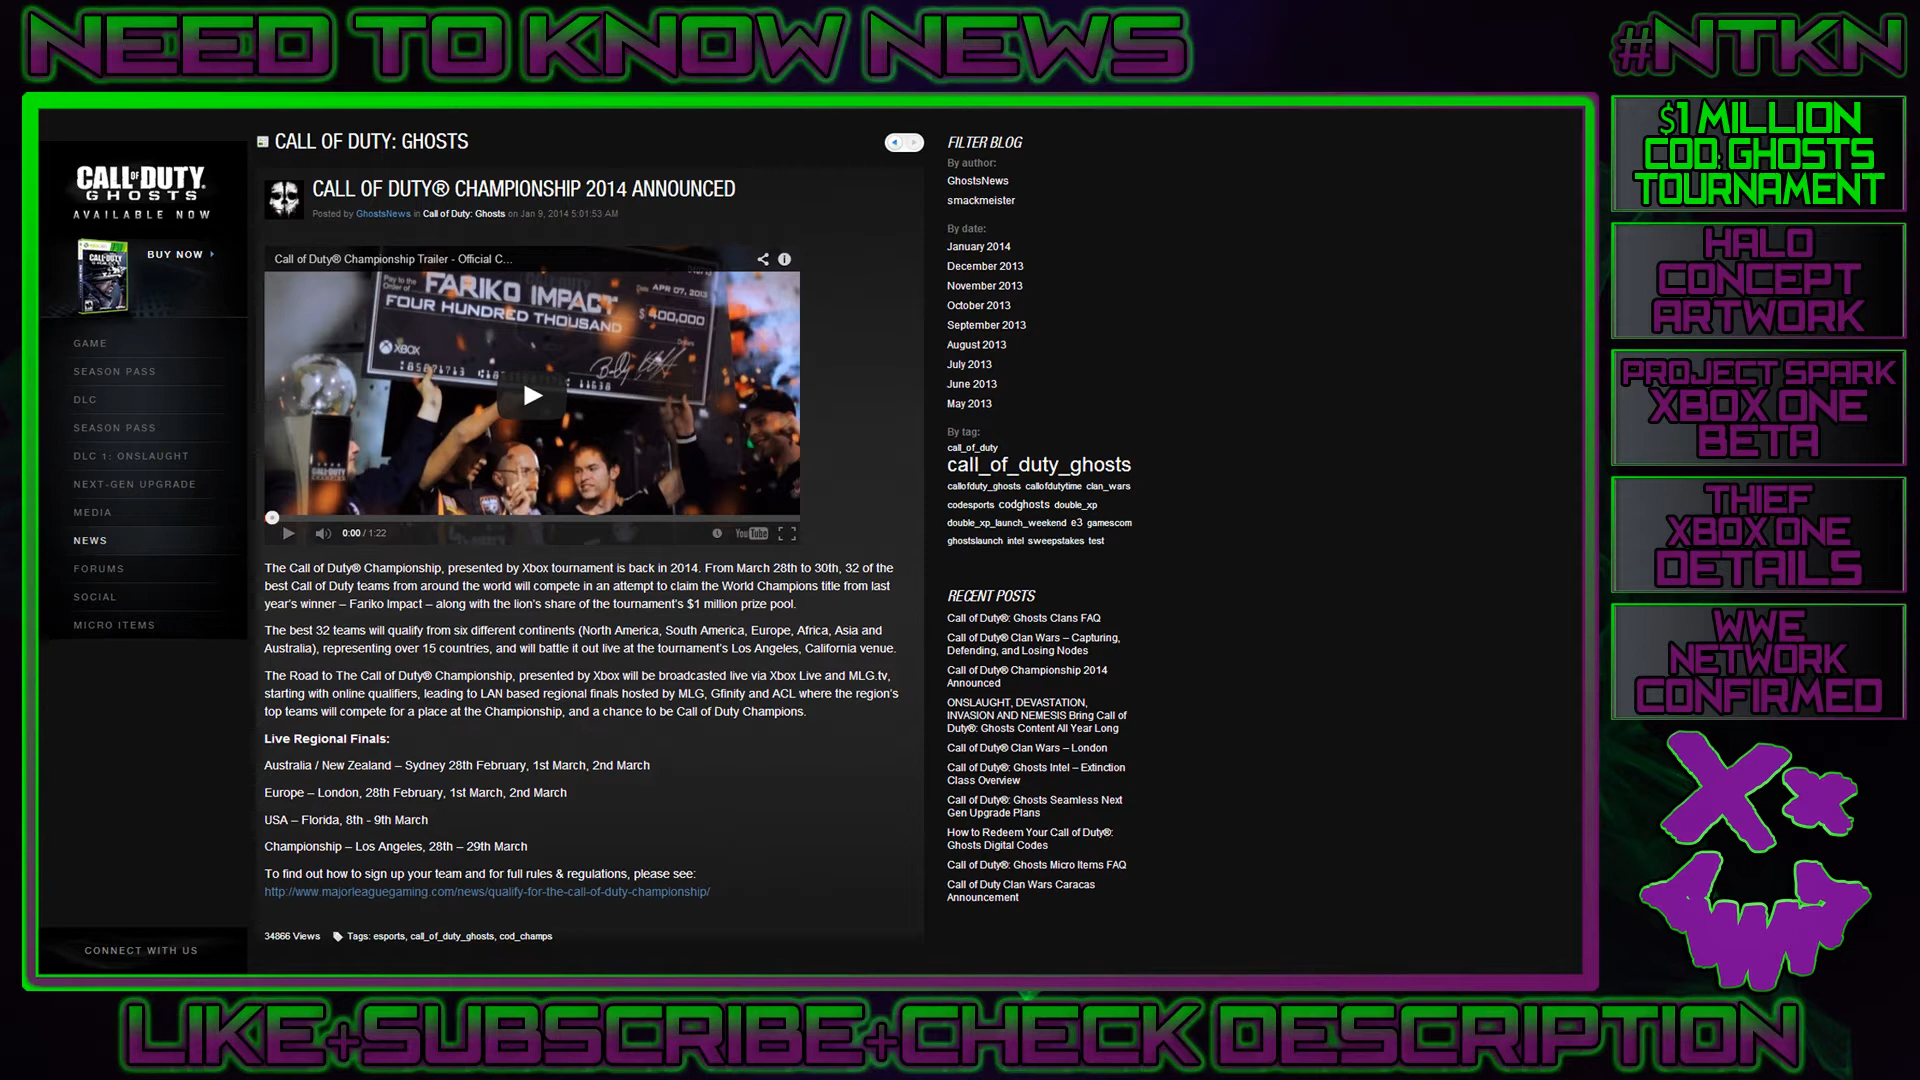 NEED TO KNOW NEWS
#NTKN
CALL OF DUTY
GHOSTS
AVAILABLE NOW
BUY NOW
GAME
SEASON PASS
DLC
SEASON PASS
DLC 1: ONSLAUGHT
NEXT-GEN UPGRADE
MEDIA
NEWS
FORUMS
SOCIAL
MICRO ITEMS
CONNECT WITH US
CALL OF DUTY: GHOSTS
CALL OF DUTY® CHAMPIONSHIP 2014 ANNOUNCED
Posted by GhostsNews in Call of Duty: Ghosts on Jan 9, 2014 5:01:53 AM
Call of Duty® Championship Trailer - Official C...
Pay to the
Order of
FARIKO IMPACT
APR 07, 2013
FOUR HUNDRED THOUSAND
$400,000
XBOX
0:00 / 1:22
YouTube
The Call of Duty® Championship, presented by Xbox tournament is back in 2014. From March 28th to 30th, 32 of the
best Call of Duty teams from around the world will compete in an attempt to claim the World Champions title from last
year's winner – Fariko Impact – along with the lion's share of the tournament's $1 million prize pool.
The best 32 teams will qualify from six different continents (North America, South America, Europe, Africa, Asia and
Australia), representing over 15 countries, and will battle it out live at the tournament's Los Angeles, California venue.
The Road to The Call of Duty® Championship, presented by Xbox will be broadcasted live via Xbox Live and MLG.tv,
starting with online qualifiers, leading to LAN based regional finals hosted by MLG, Gfinity and ACL where the region's
top teams will compete for a place at the Championship, and a chance to be Call of Duty Champions.
Live Regional Finals:
Australia / New Zealand – Sydney 28th February, 1st March, 2nd March
Europe – London, 28th February, 1st March, 2nd March
USA – Florida, 8th - 9th March
Championship – Los Angeles, 28th – 29th March
To find out how to sign up your team and for full rules & regulations, please see:
http://www.majorleaguegaming.com/news/qualify-for-the-call-of-duty-championship/
34866 Views
Tags: esports, call_of_duty_ghosts, cod_champs
FILTER BLOG
By author:
GhostsNews
smackmeister
By date:
January 2014
December 2013
November 2013
October 2013
September 2013
August 2013
July 2013
June 2013
May 2013
By tag:
call_of_duty
call_of_duty_ghosts
callofduty_ghosts callofdutytime clan_wars
codesports codghosts double_xp
double_xp_launch_weekend e3 gamescom
ghostslaunch intel sweepstakes test
RECENT POSTS
Call of Duty®: Ghosts Clans FAQ
Call of Duty® Clan Wars – Capturing,
Defending, and Losing Nodes
Call of Duty® Championship 2014
Announced
ONSLAUGHT, DEVASTATION,
INVASION AND NEMESIS Bring Call of
Duty®: Ghosts Content All Year Long
Call of Duty® Clan Wars – London
Call of Duty®: Ghosts Intel – Extinction
Class Overview
Call of Duty®: Ghosts Seamless Next
Gen Upgrade Plans
How to Redeem Your Call of Duty®:
Ghosts Digital Codes
Call of Duty®: Ghosts Micro Items FAQ
Call of Duty Clan Wars Caracas
Announcement
$1 MILLION
COD: GHOSTS
TOURNAMENT
HALO
CONCEPT
ARTWORK
PROJECT SPARK
XBOX ONE
BETA
THIEF
XBOX ONE
DETAILS
WWE
NETWORK
CONFIRMED
LIKE+SUBSCRIBE+CHECK DESCRIPTION